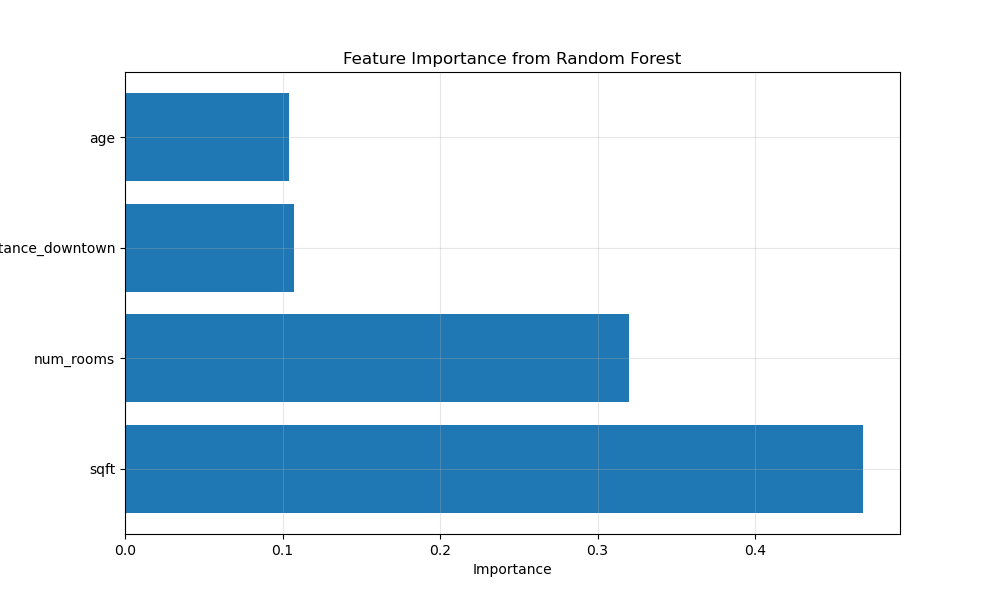 Feature Importance from Random Forest
age
tance_downtown
num_rooms
sqft
0.0 0.1 0.2 0.3 0.4
Importance